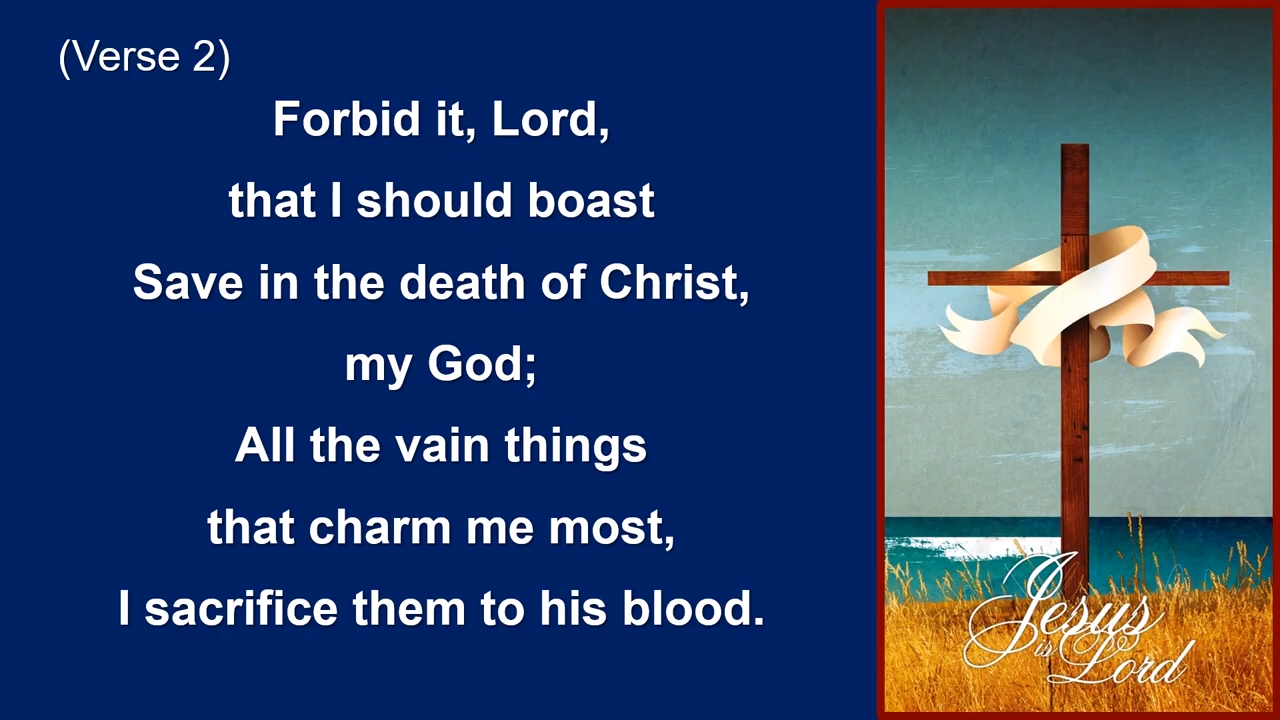 (Verse 2)
Forbid it, Lord,
that I should boast
Save in the death of Christ,
my God;
All the vain things
that charm me most,
I sacrifice them to his blood.
Jesus
is Lord